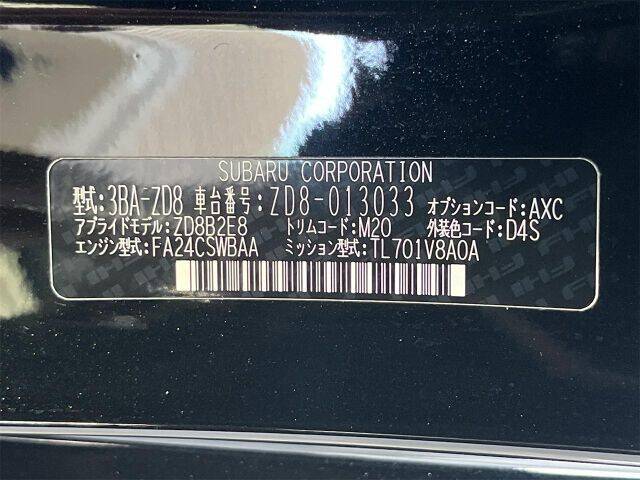 SUBARU CORPORATION
型式:3BA-ZD8 車台番号:ZD8-013033 オプションコード:AXC
アプライドモデル:ZD8B2E8 トリムコード:M20 外装色コード:D4S
エンジン型式:FA24CSWBAA ミッション型式:TL701V8A0A